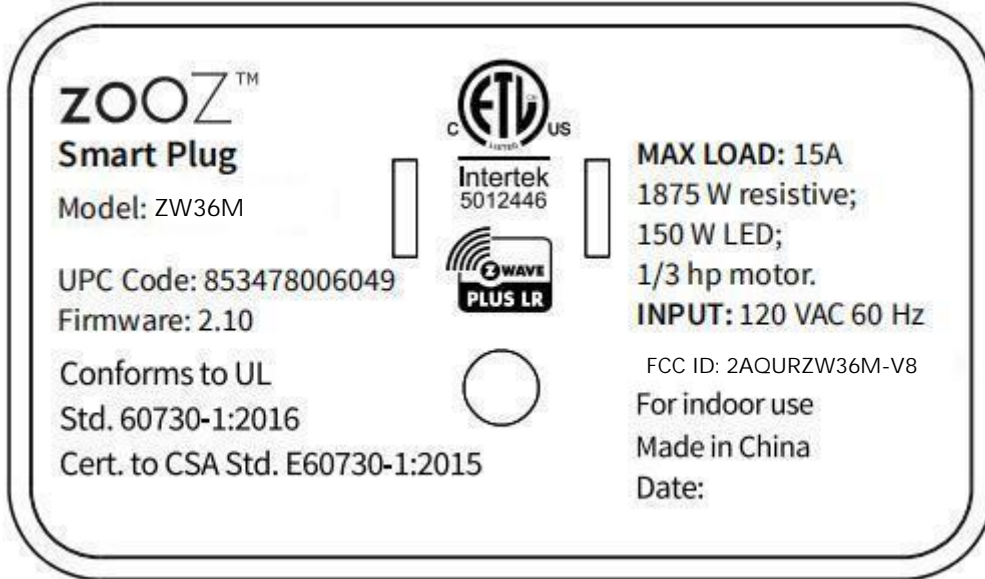 zooZ™
Smart Plug
Model: ZW36M
UPC Code: 853478006049
Firmware: 2.10
Conforms to UL
Std. 60730-1:2016
Cert. to CSA Std. E60730-1:2015
ETL
CM
LISTED
C US
Intertek
5012446
Z WAVE
PLUS LR
MAX LOAD: 15A
1875 W resistive;
150 W LED;
1/3 hp motor.
INPUT: 120 VAC 60 Hz
FCC ID: 2AQURZW36M-V8
For indoor use
Made in China
Date: